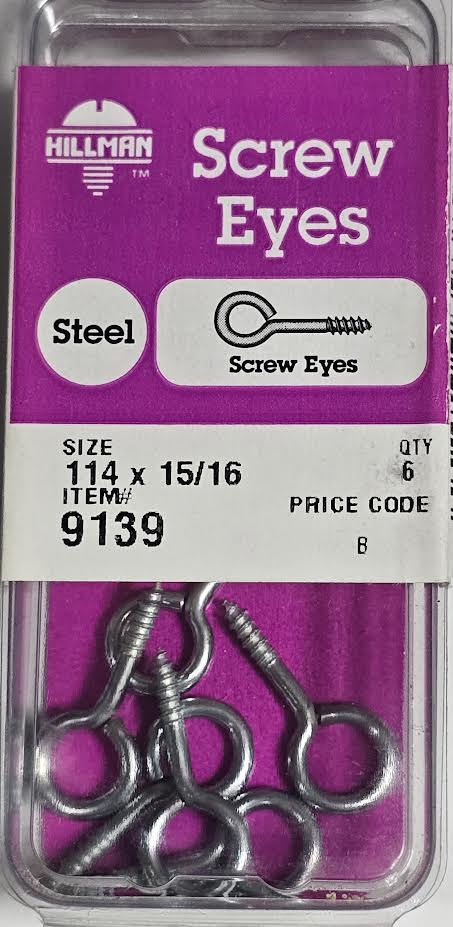 HILLMAN
TM
Screw
Eyes
Steel
Screw Eyes
SIZE
114 x 15/16
QTY
6
ITEM#
9139
PRICE CODE
B